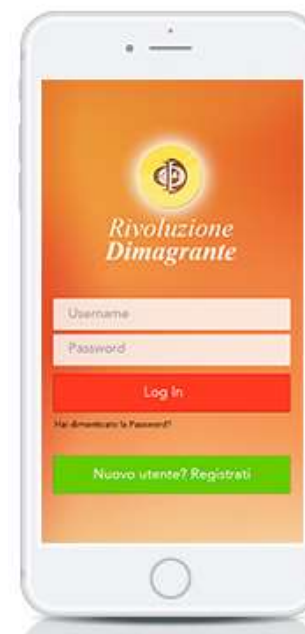 Rivoluzione
Dimagrante
Username
Password
Log In
Hai dimenticato la Password?
Nuovo utente? Registrati